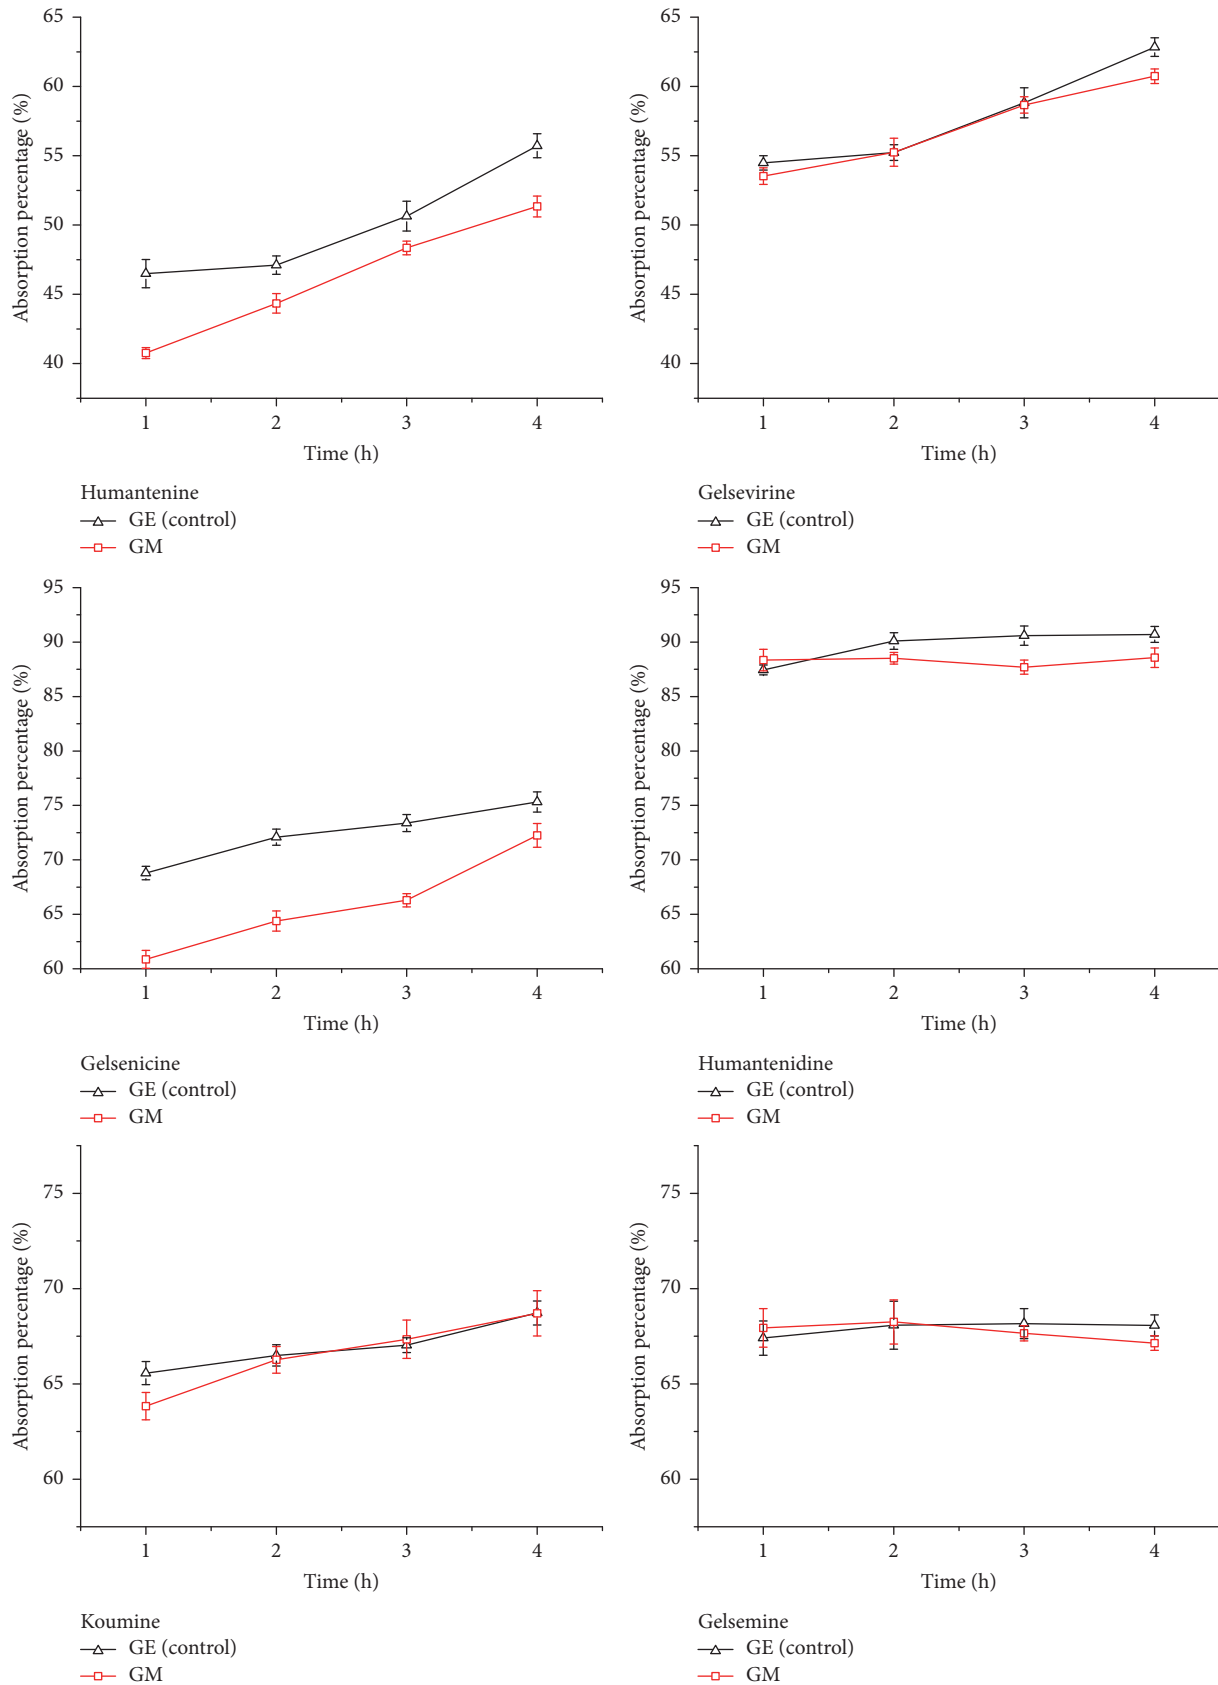 65
60
55
50
45
40
Absorption percentage (%)
1 2 3 4
Time (h)
Humantenine
GE (control)
GM
65
60
55
50
45
40
Absorption percentage (%)
1 2 3 4
Time (h)
Gelsevirine
GE (control)
GM
95
90
85
80
75
70
65
60
Absorption percentage (%)
1 2 3 4
Time (h)
Gelsenicine
GE (control)
GM
95
90
85
80
75
70
65
60
Absorption percentage (%)
1 2 3 4
Time (h)
Humantenidine
GE (control)
GM
75
70
65
60
Absorption percentage (%)
1 2 3 4
Time (h)
Koumine
GE (control)
GM
75
70
65
60
Absorption percentage (%)
1 2 3 4
Time (h)
Gelsemine
GE (control)
GM